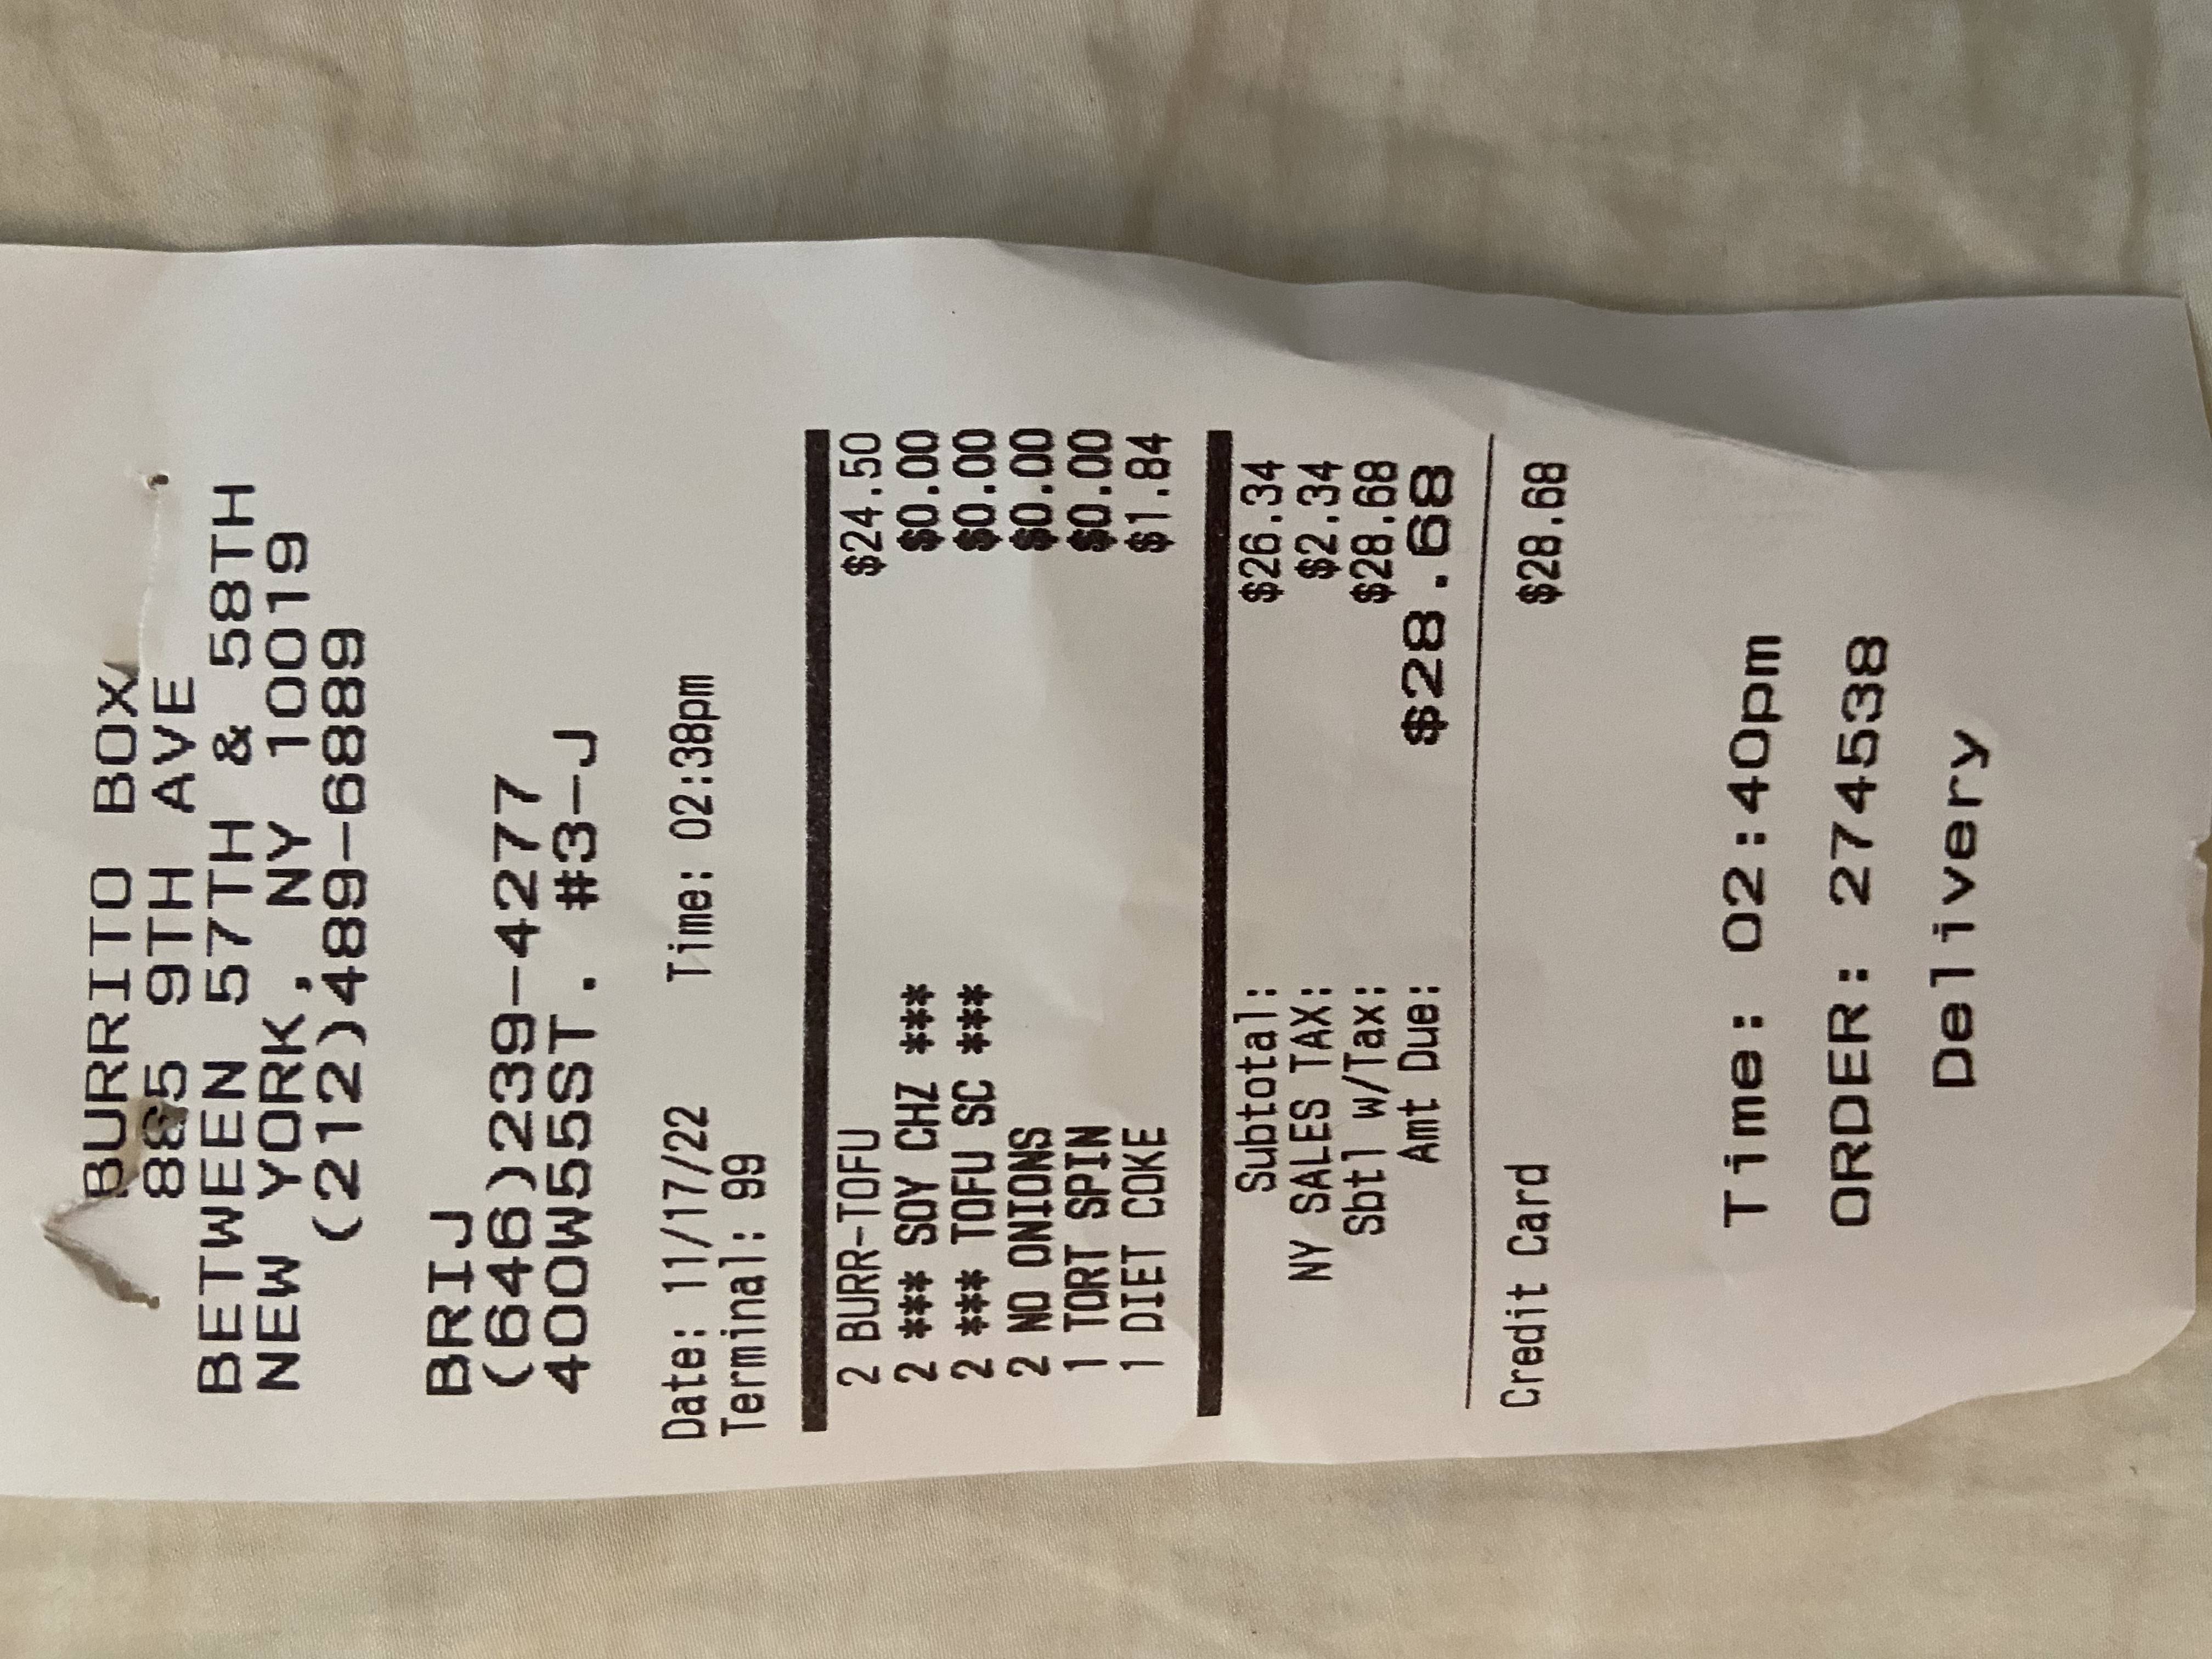 BURRITO BOX
885 9TH AVE
BETWEEN 57TH & 58TH
NEW YORK, NY 10019
(212)489-6889
BRIJ
(646)239-4277
400W55ST. #3-J
Date: 11/17/22 Time: 02:38pm
Terminal: 99
2 BURR-TOFU $24.50
2 *** SOY CHZ *** $0.00
2 *** TOFU SC *** $0.00
2 NO ONIONS $0.00
1 TORT SPIN $0.00
1 DIET COKE $1.84
Subtotal: $26.34
NY SALES TAX: $2.34
Sbtl w/Tax: $28.68
Amt Due: $28.68
Credit Card $28.68
Time: 02:40pm
ORDER: 274538
Delivery